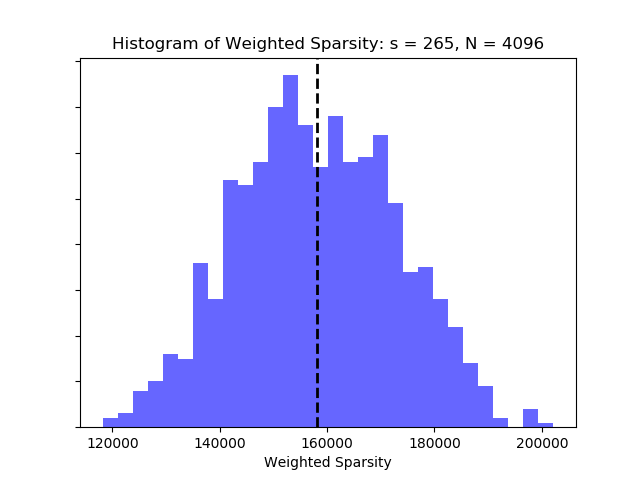 Histogram of Weighted Sparsity: s = 265, N = 4096
120000 140000 160000 180000 200000
Weighted Sparsity